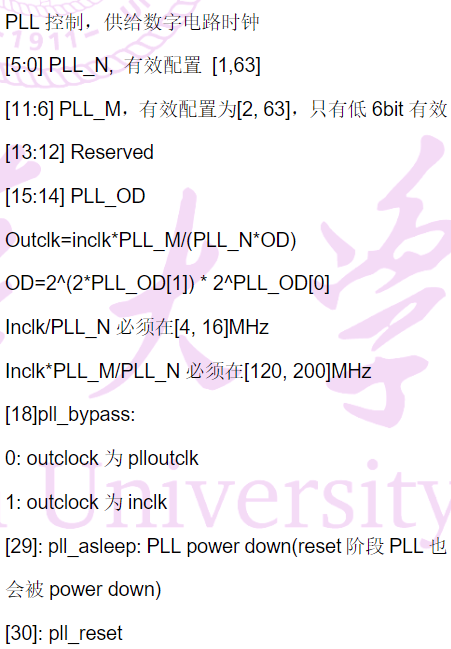 PLL 控制，供给数字电路时钟
[5:0] PLL_N, 有效配置 [1,63]
[11:6] PLL_M，有效配置为[2, 63]，只有低 6bit 有效
[13:12] Reserved
[15:14] PLL_OD
Outclk=inclk*PLL_M/(PLL_N*OD)
OD=2^(2*PLL_OD[1]) * 2^PLL_OD[0]
Inclk/PLL_N 必须在[4, 16]MHz
Inclk*PLL_M/PLL_N 必须在[120, 200]MHz
[18]pll_bypass:
0: outclock 为 plloutclk
1: outclock 为 inclk
[29]: pll_asleep: PLL power down(reset 阶段 PLL 也
会被 power down)
[30]: pll_reset
1911
大学
University